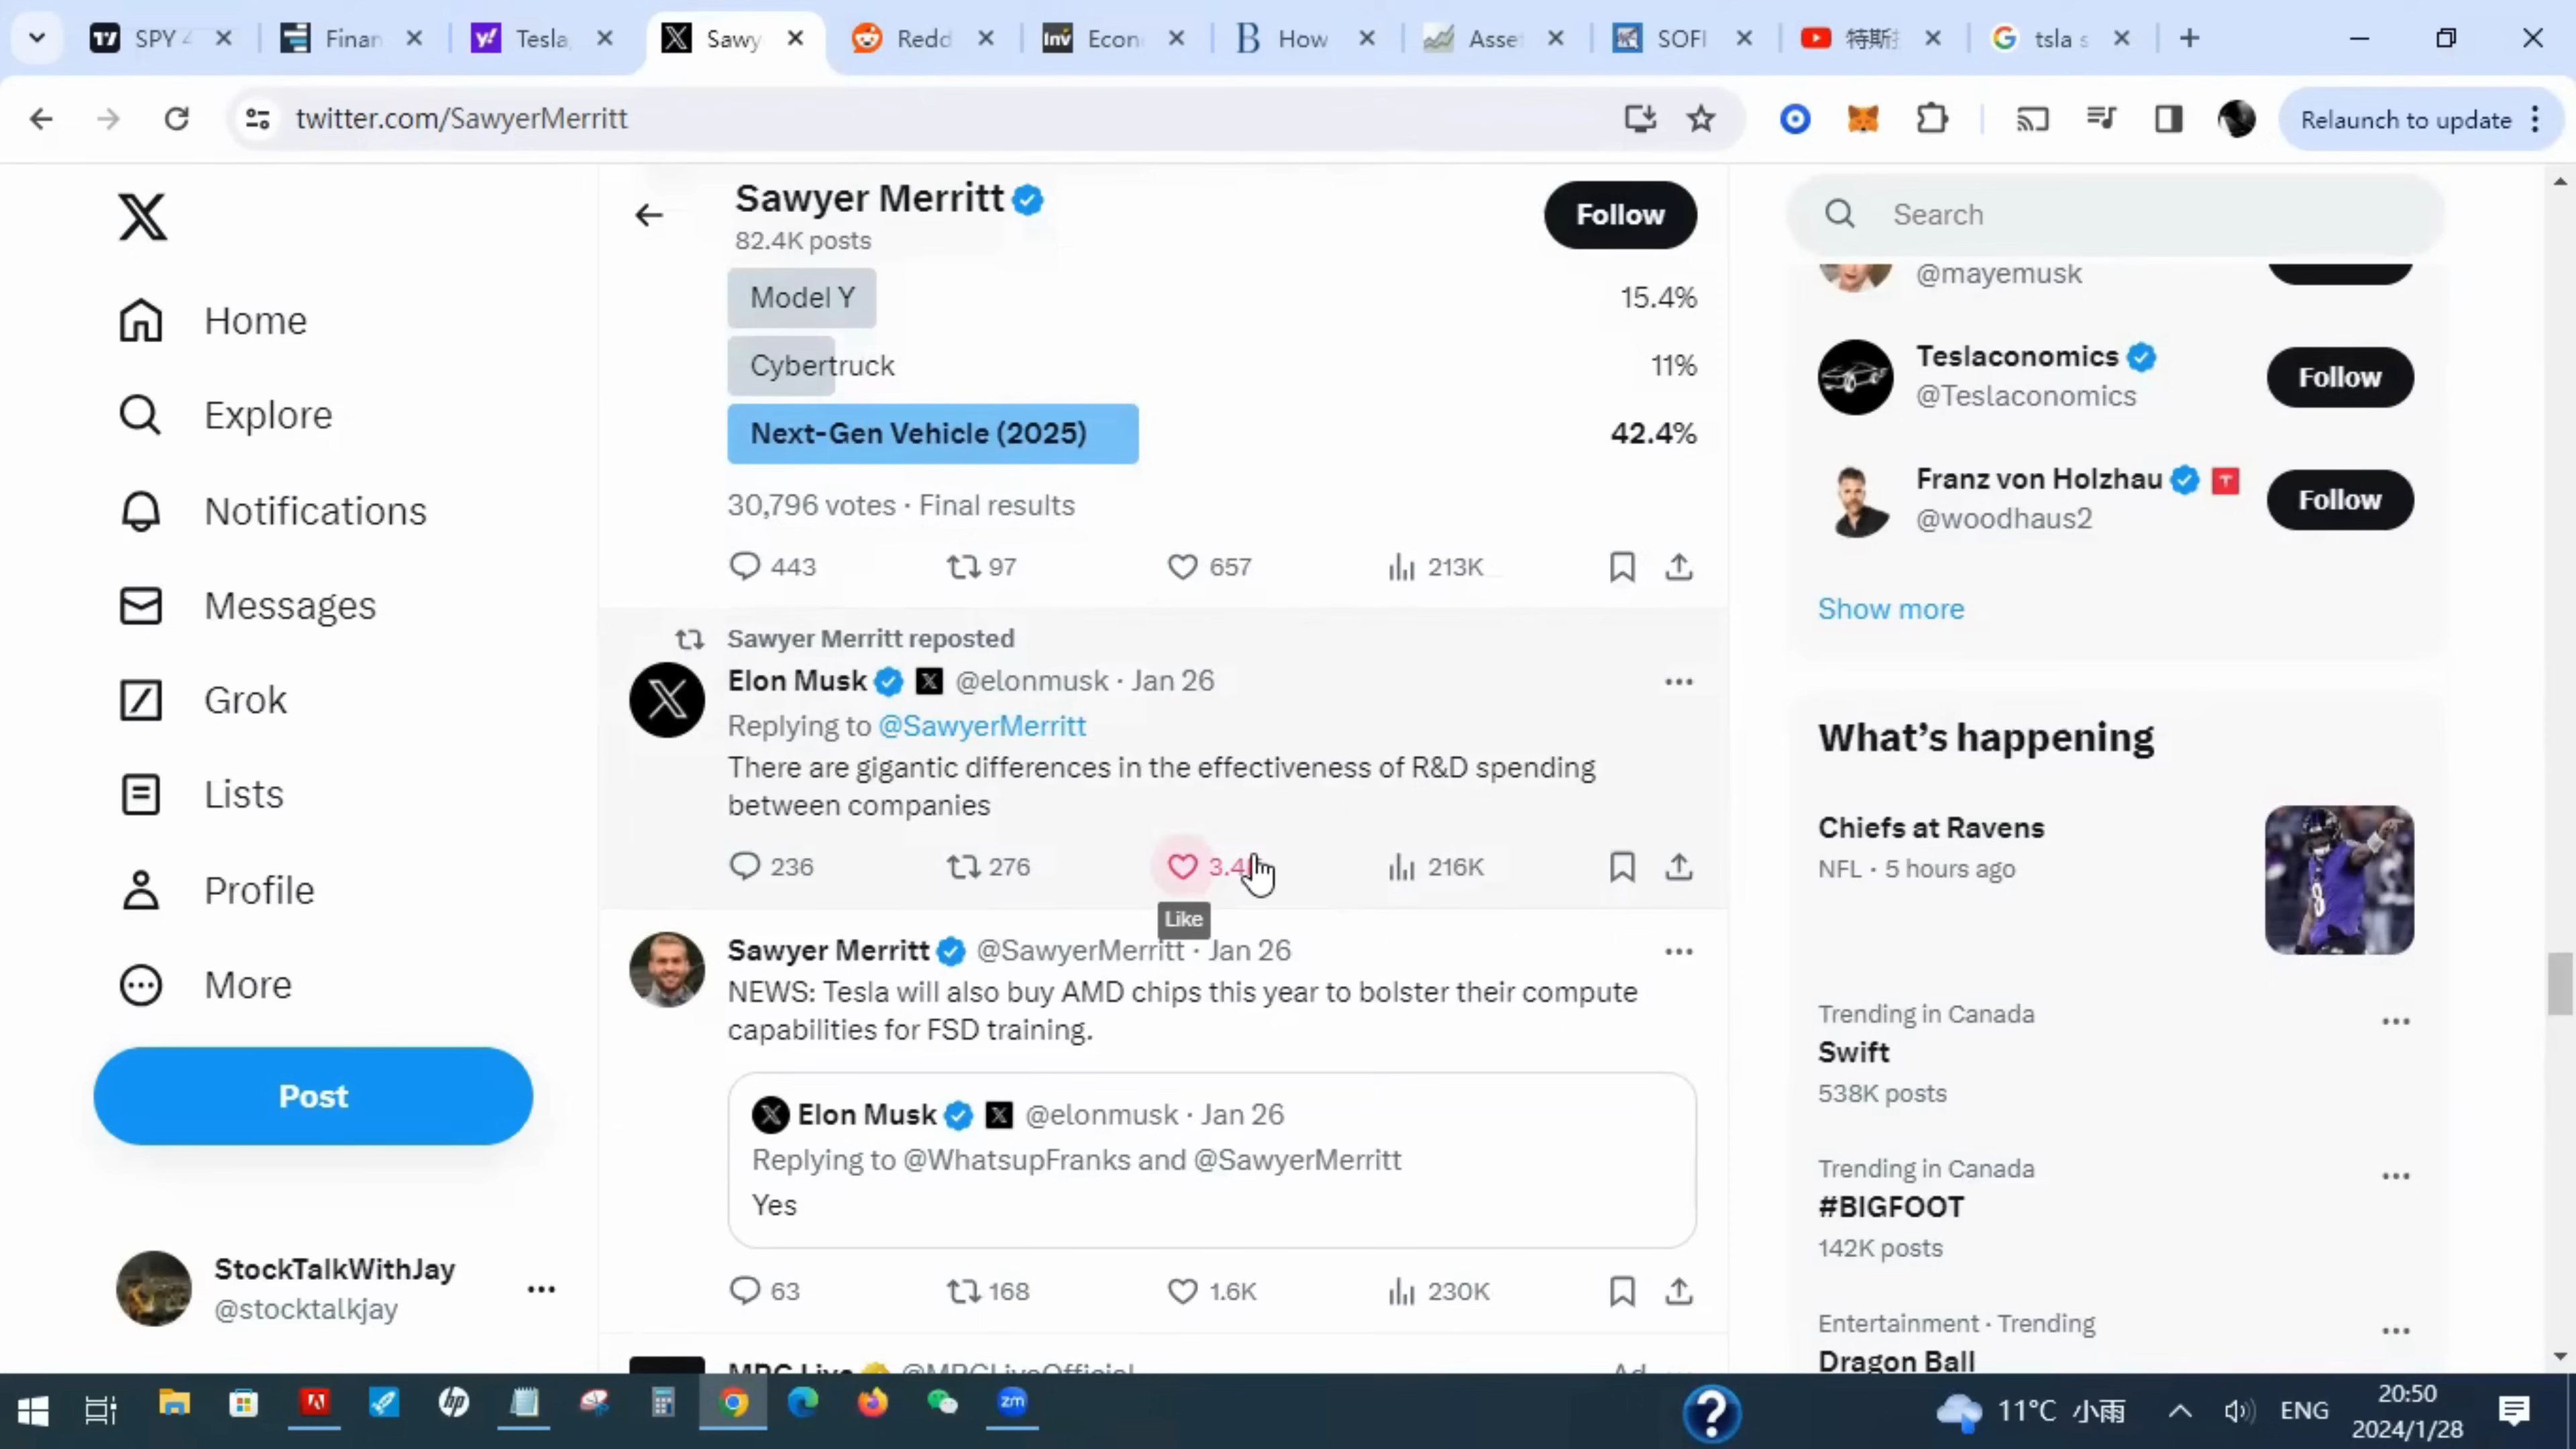 SPY 4
Finan
Tesla
Sawy
Redd
Econ
How
Asse
SOFI
特斯
tsla s
twitter.com/SawyerMerritt
Relaunch to update
Home
Explore
Notifications
Messages
Grok
Lists
Profile
More
Post
StockTalkWithJay
@stocktalkjay
Sawyer Merritt
82.4K posts
Follow
Model Y 15.4%
Cybertruck 11%
Next-Gen Vehicle (2025) 42.4%
30,796 votes · Final results
443 97 657 213K
Sawyer Merritt reposted
Elon Musk @elonmusk · Jan 26
Replying to @SawyerMerritt
There are gigantic differences in the effectiveness of R&D spending
between companies
236 276 3.4 216K
Like
Sawyer Merritt @SawyerMerritt · Jan 26
NEWS: Tesla will also buy AMD chips this year to bolster their compute
capabilities for FSD training.
Elon Musk @elonmusk · Jan 26
Replying to @WhatsupFranks and @SawyerMerritt
Yes
63 168 1.6K 230K
Search
@mayemusk
Teslaconomics
@Teslaconomics
Follow
Franz von Holzhau
@woodhaus2
Follow
Show more
What's happening
Chiefs at Ravens
NFL · 5 hours ago
Trending in Canada
Swift
538K posts
Trending in Canada
#BIGFOOT
142K posts
Entertainment · Trending
Dragon Ball
11°C 小雨
ENG
20:50
2024/1/28